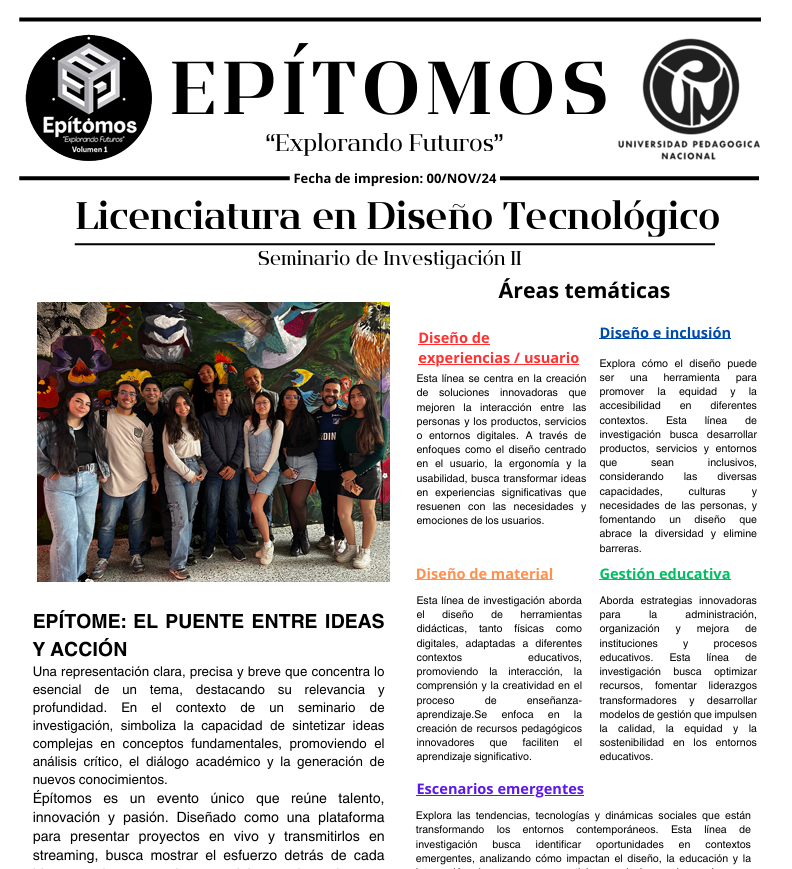 Epítomos
"Explorando Futuros"
Volumen 1
EPÍTOMOS
“Explorando Futuros”
UNIVERSIDAD PEDAGOGICA
NACIONAL
Fecha de impresion: 00/NOV/24
Licenciatura en Diseño Tecnológico
Seminario de Investigación II
EPÍTOME: EL PUENTE ENTRE IDEAS
Y ACCIÓN
Una representación clara, precisa y breve que concentra lo
esencial de un tema, destacando su relevancia y
profundidad. En el contexto de un seminario de
investigación, simboliza la capacidad de sintetizar ideas
complejas en conceptos fundamentales, promoviendo el
análisis crítico, el diálogo académico y la generación de
nuevos conocimientos.
Építomos es un evento único que reúne talento,
innovación y pasión. Diseñado como una plataforma
para presentar proyectos en vivo y transmitirlos en
streaming, busca mostrar el esfuerzo detrás de cada
Áreas temáticas
Diseño de
experiencias / usuario
Esta línea se centra en la creación
de soluciones innovadoras que
mejoren la interacción entre las
personas y los productos, servicios
o entornos digitales. A través de
enfoques como el diseño centrado
en el usuario, la ergonomía y la
usabilidad, busca transformar ideas
en experiencias significativas que
resuenen con las necesidades y
emociones de los usuarios.
Diseño e inclusión
Explora cómo el diseño puede
ser una herramienta para
promover la equidad y la
accesibilidad en diferentes
contextos. Esta línea de
investigación busca desarrollar
productos, servicios y entornos
que sean inclusivos,
considerando las diversas
capacidades, culturas y
necesidades de las personas, y
fomentando un diseño que
abrace la diversidad y elimine
barreras.
Diseño de material
Esta línea de investigación aborda
el diseño de herramientas
didácticas, tanto físicas como
digitales, adaptadas a diferentes
contextos educativos,
promoviendo la interacción, la
comprensión y la creatividad en el
proceso de enseñanza-
aprendizaje.Se enfoca en la
creación de recursos pedagógicos
innovadores que faciliten el
aprendizaje significativo.
Gestión educativa
Aborda estrategias innovadoras
para la administración,
organización y mejora de
instituciones y procesos
educativos. Esta línea de
investigación busca optimizar
recursos, fomentar liderazgos
transformadores y desarrollar
modelos de gestión que impulsen
la calidad, la equidad y la
sostenibilidad en los entornos
educativos.
Escenarios emergentes
Explora las tendencias, tecnologías y dinámicas sociales que están
transformando los entornos contemporáneos. Esta línea de
investigación busca identificar oportunidades en contextos
emergentes, analizando cómo impactan el diseño, la educación y la